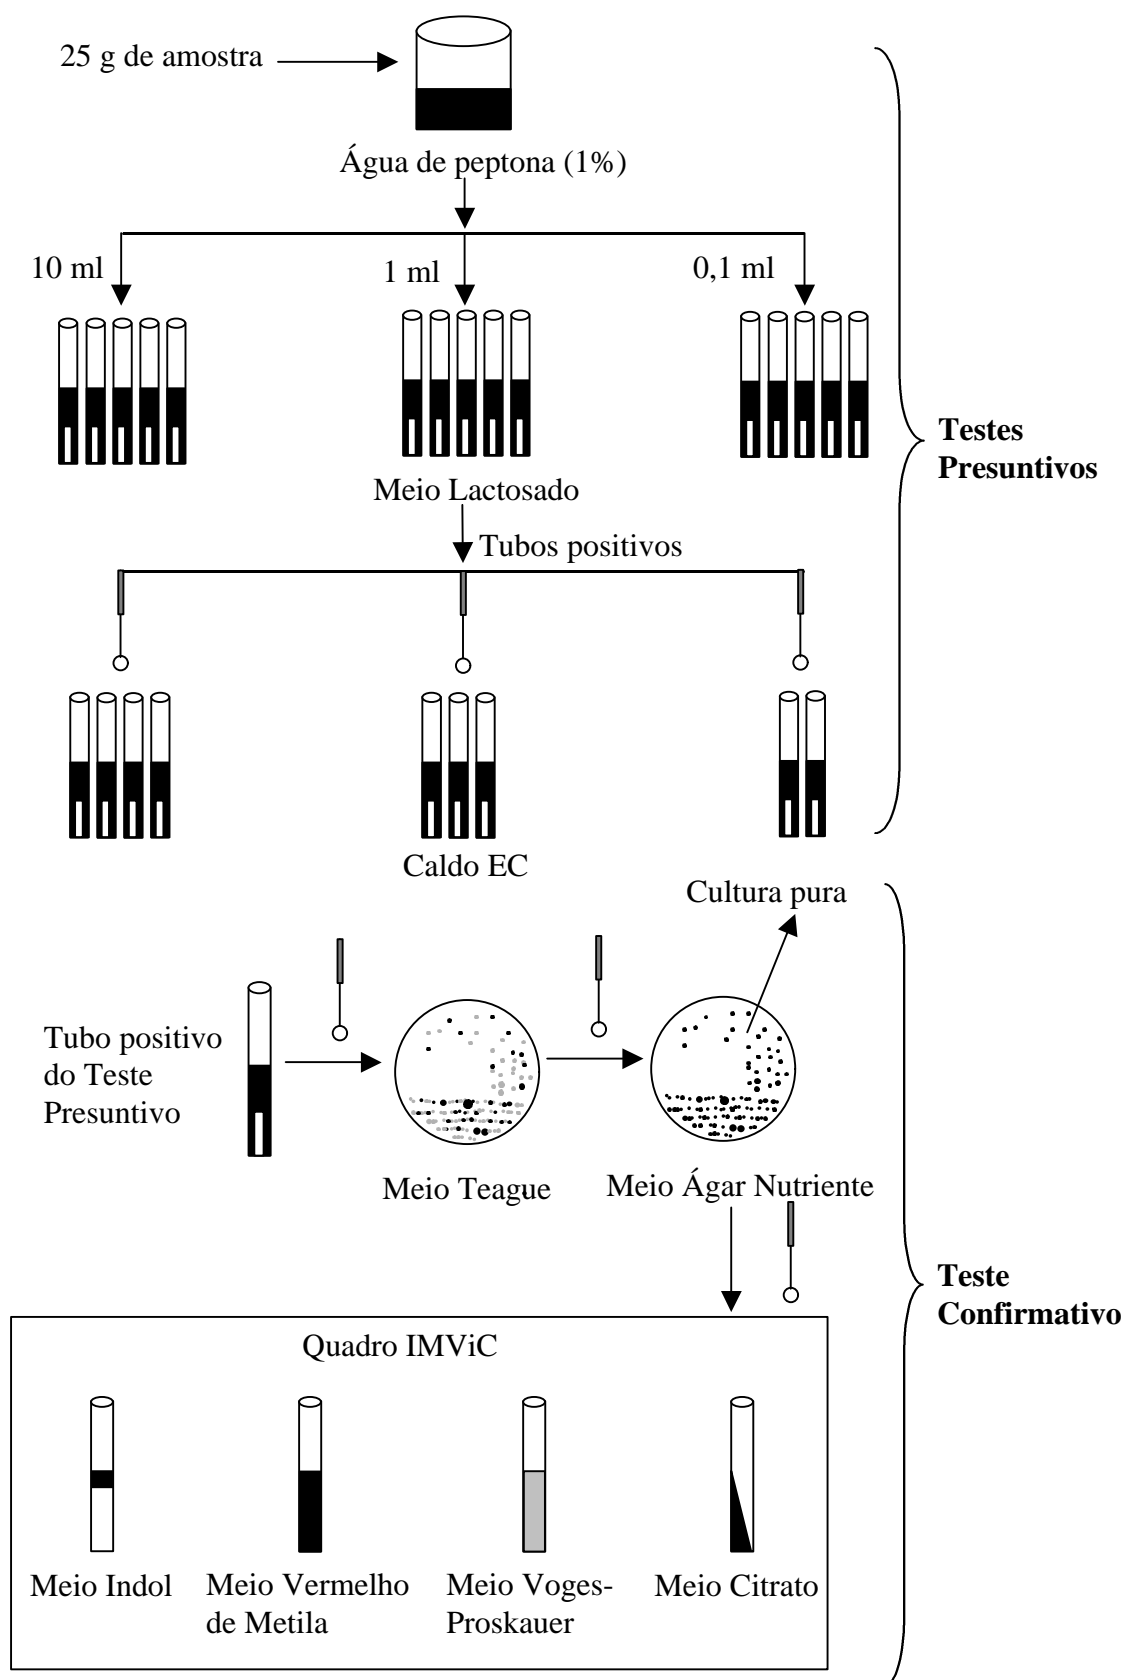 25 g de amostra
Água de peptona (1%)
10 ml
1 ml
0,1 ml
Meio Lactosado
Tubos positivos
Testes
Presuntivos
Caldo EC
Cultura pura
Tubo positivo
do Teste
Presuntivo
Meio Teague
Meio Ágar Nutriente
Teste
Confirmativo
Quadro IMViC
Meio Indol
Meio Vermelho
de Metila
Meio Voges-
Proskauer
Meio Citrato